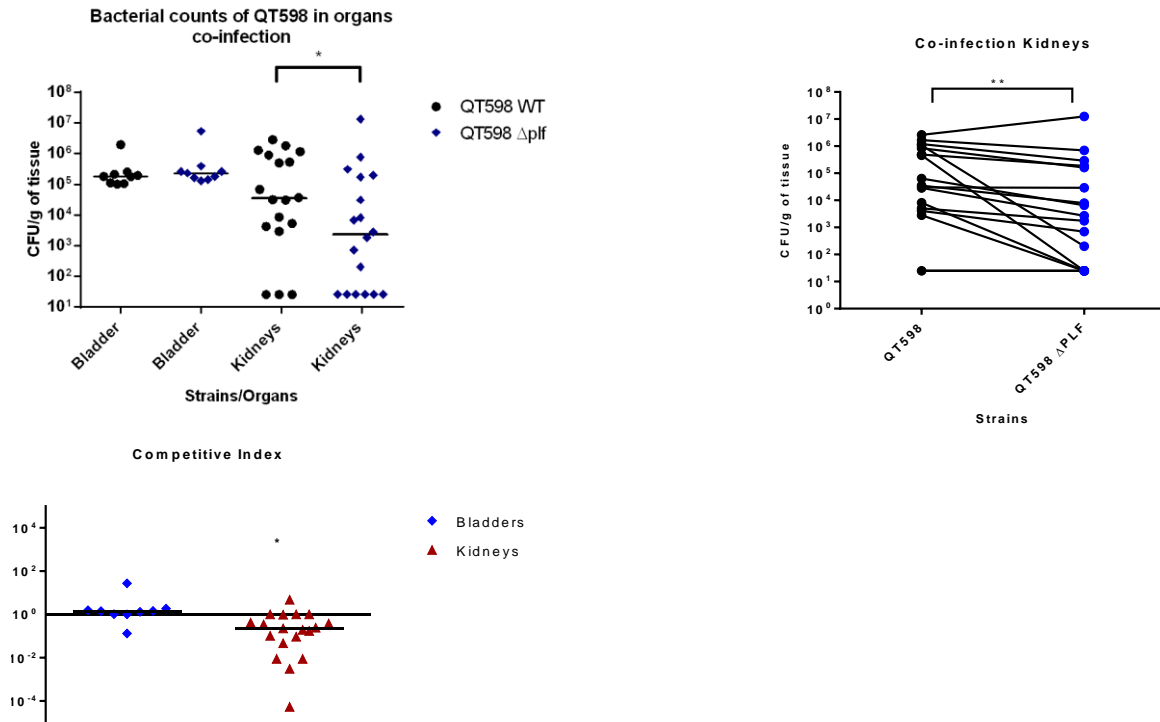 Bacterial counts of QT598 in organs
co-infection
*
10⁸
10⁷
10⁶
10⁵
10⁴
10³
10²
10¹
CFU/g of tissue
QT598 WT
QT598 Δplf
Bladder
Bladder
Kidneys
Kidneys
Strains/Organs
Co-infection Kidneys
**
10⁸
10⁷
10⁶
10⁵
10⁴
10³
10²
10¹
10⁰
CFU/g of tissue
QT598
QT598 ΔPLF
Strains
Competitive Index
10⁴
10²
10⁰
10⁻²
10⁻⁴
*
Bladders
Kidneys